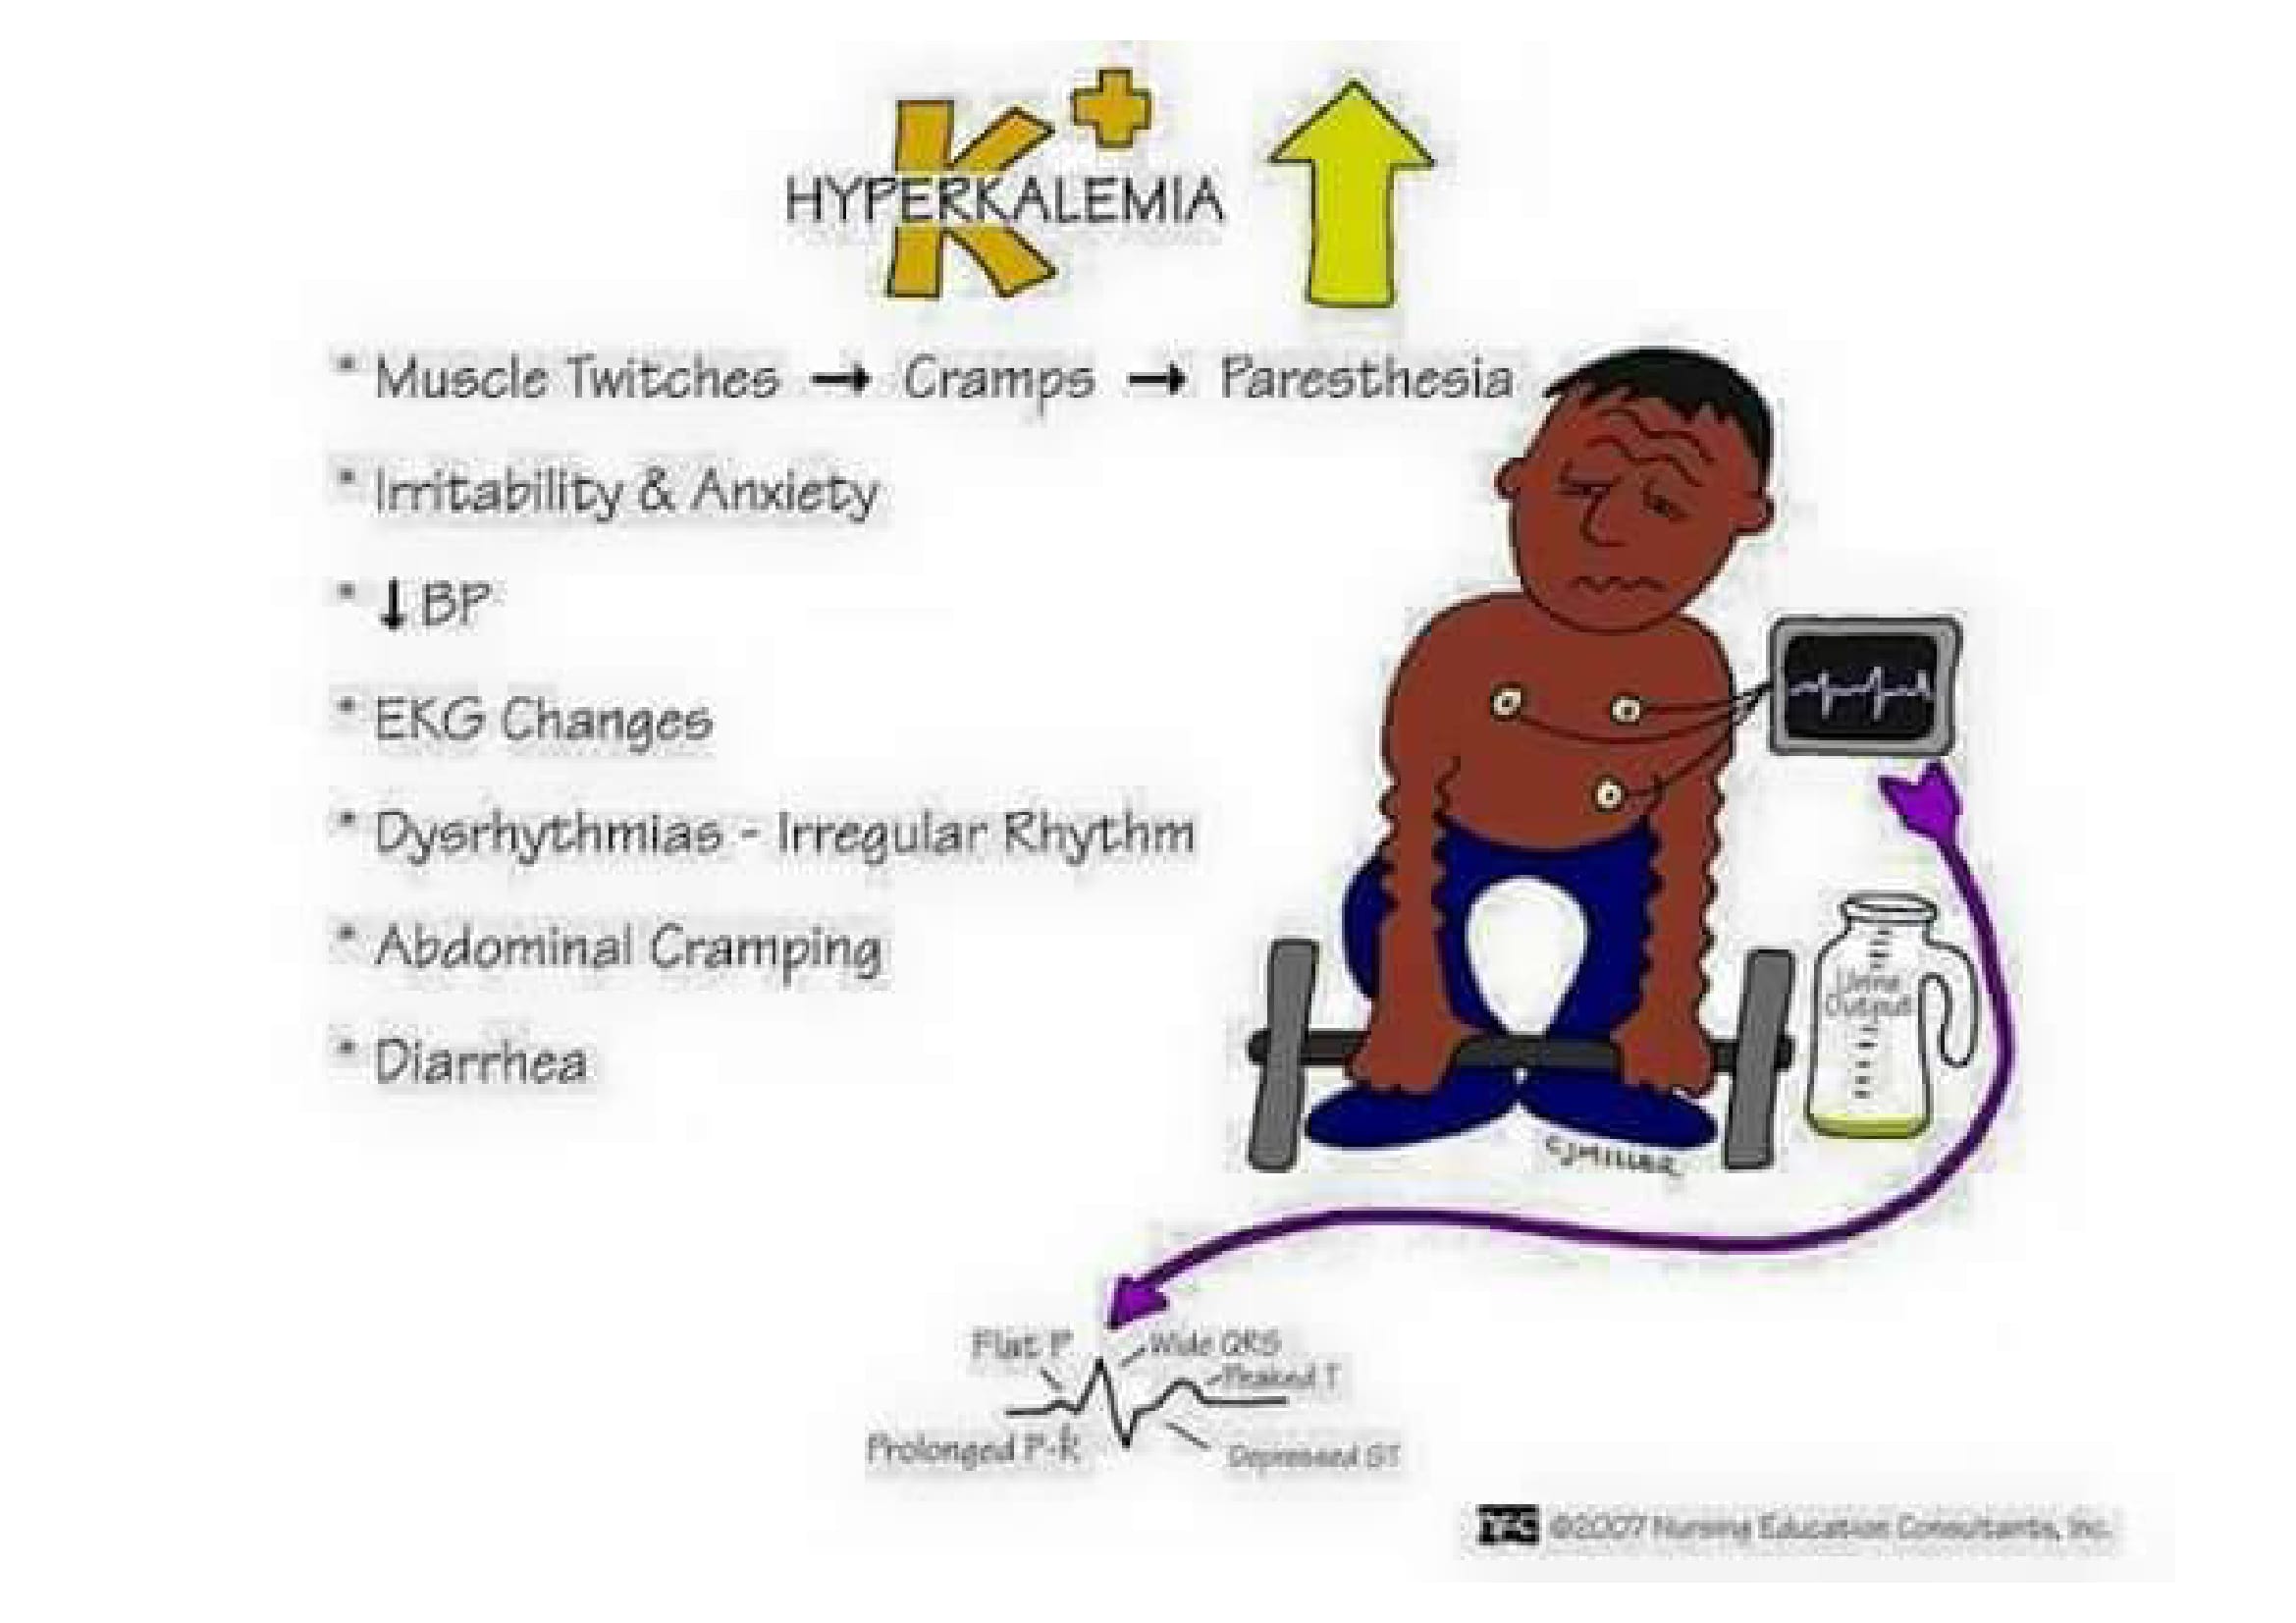 K+
HYPERKALEMIA
* Muscle Twitches → Cramps → Paresthesia
* Irritability & Anxiety
* ↓ BP
* EKG Changes
* Dysrhythmias - Irregular Rhythm
* Abdominal Cramping
* Diarrhea
Urine
Output
CJMILLER
Flat P
Wide QRS
Peaked T
Prolonged P-R
Depressed ST
NEC ©2007 Nursing Education Consultants, Inc.